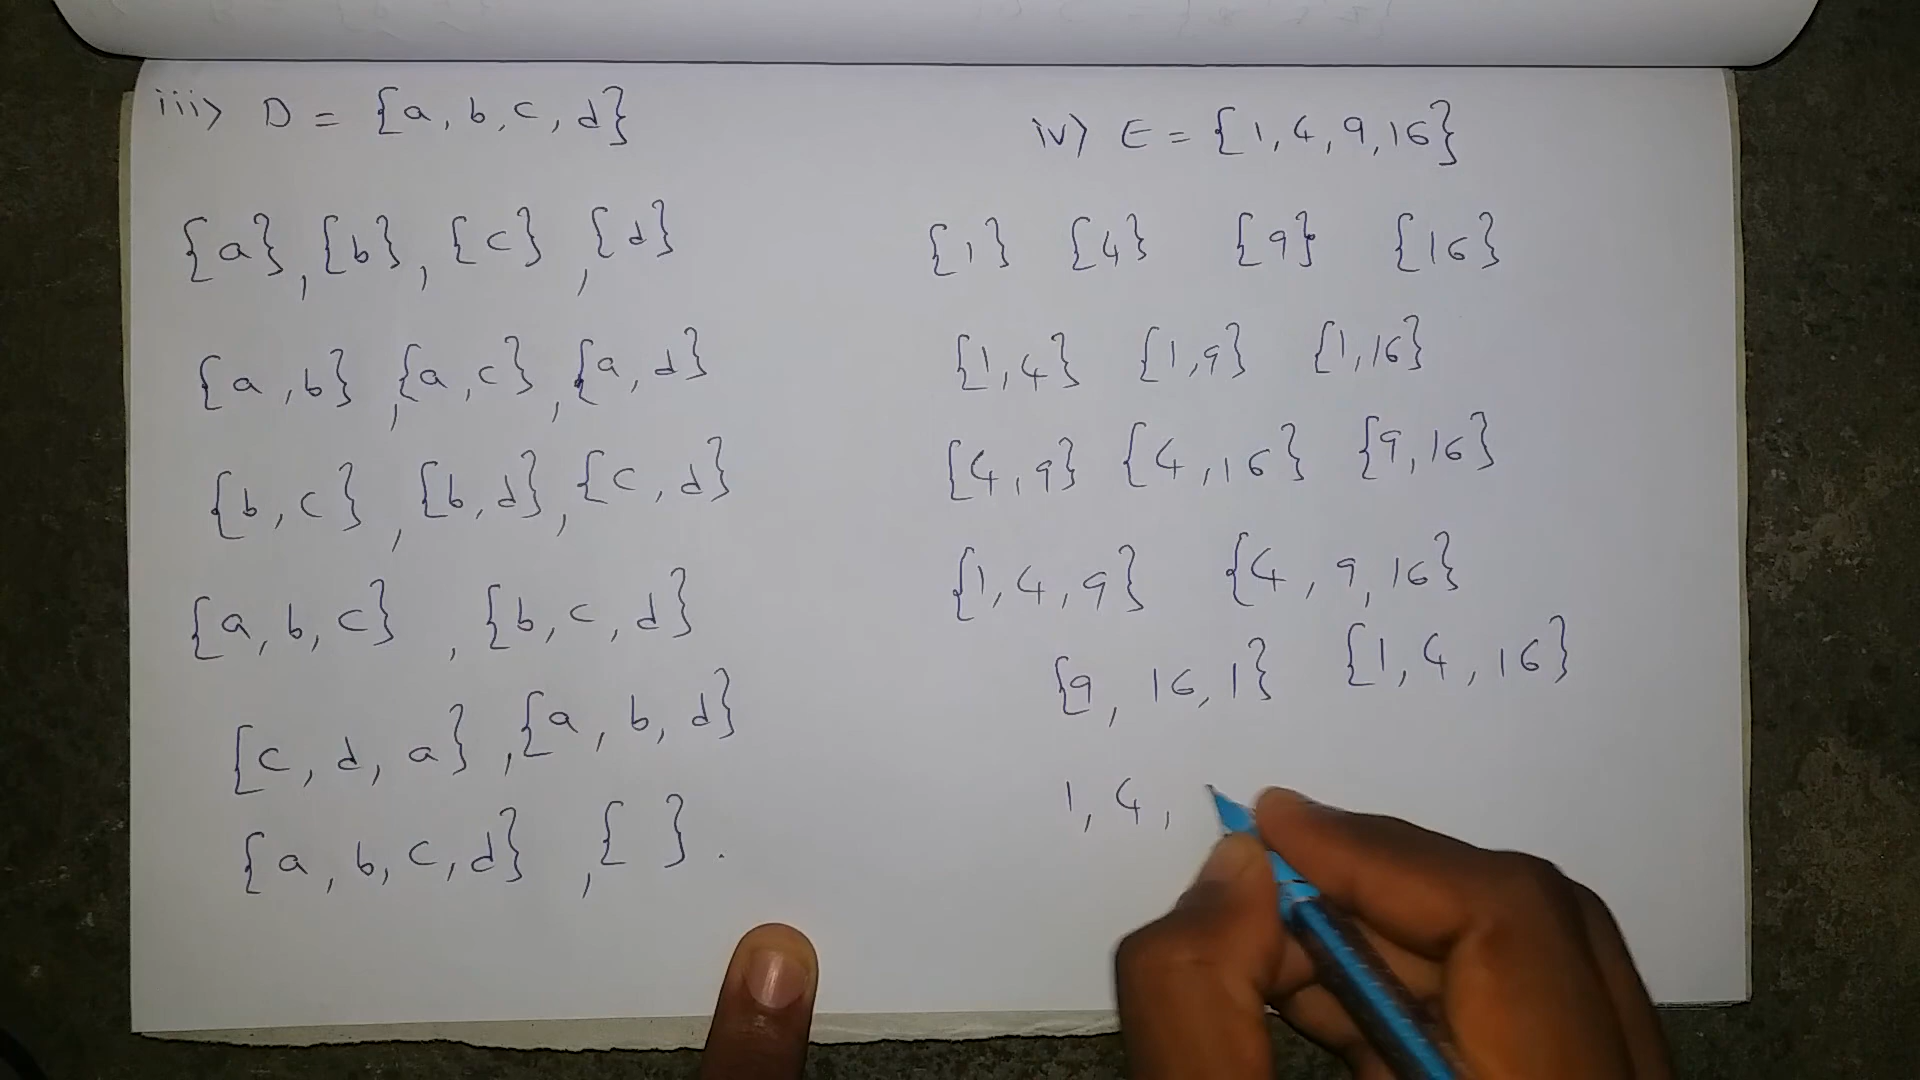 iii) D = {a, b, c, d}
{a}, {b}, {c}, {d}
{a, b}, {a, c}, {a, d}
{b, c}, {b, d}, {c, d}
{a, b, c}, {b, c, d}
{c, d, a}, {a, b, d}
{a, b, c, d}, { }.
iv) E = {1, 4, 9, 16}
{1} {4} {9} {16}
{1, 4} {1, 9} {1, 16}
{4, 9} {4, 16} {9, 16}
{1, 4, 9} {4, 9, 16}
{9, 16, 1} {1, 4, 16}
1, 4,